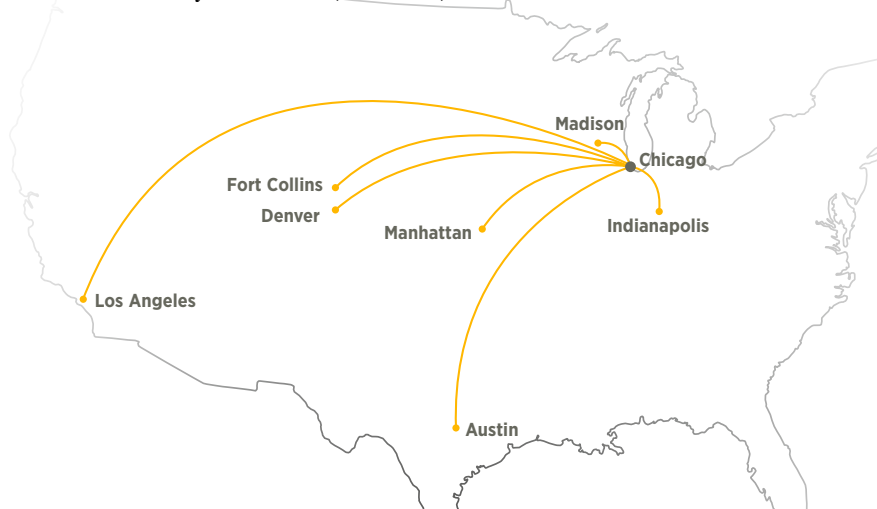 Madison
Chicago
Fort Collins
Denver
Indianapolis
Manhattan
Los Angeles
Austin